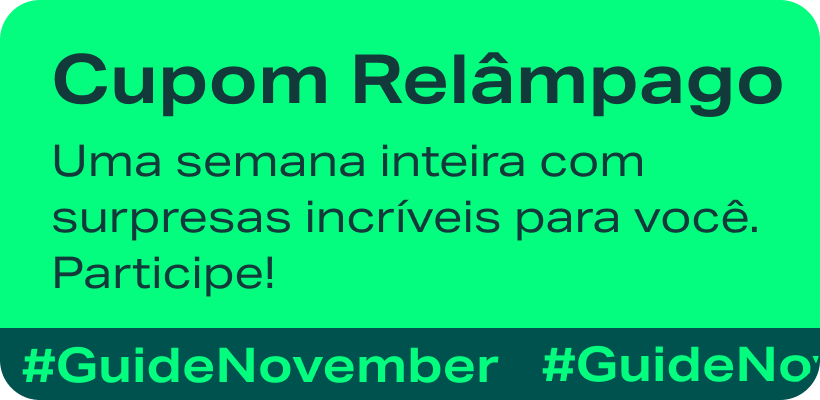 Cupom Relâmpago
Uma semana inteira com
surpresas incríveis para você.
Participe!
#GuideNovember #GuideNov